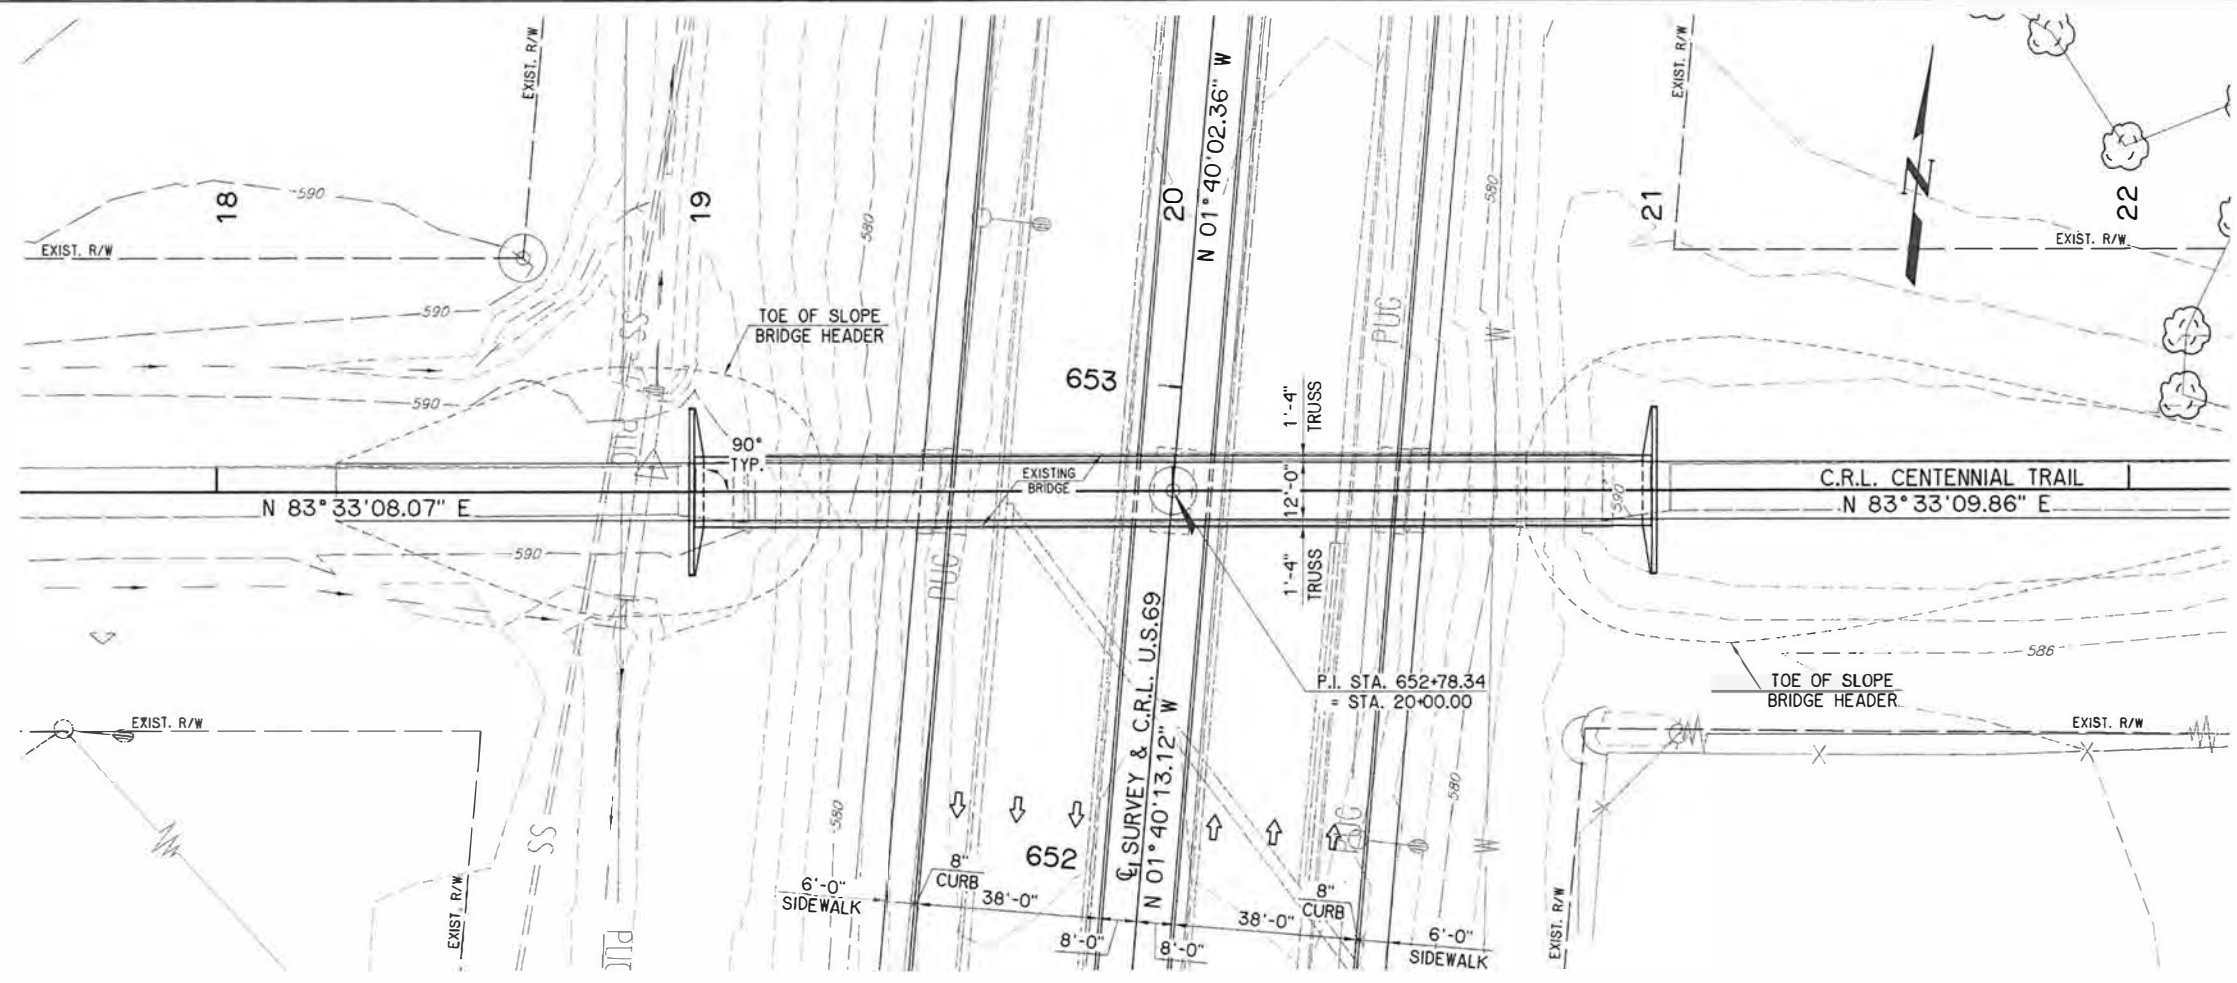 EXIST. R/W
EXIST. R/W
N 01°40'02.36" W
18
590
19
580
20
580
21
N
22
EXIST. R/W
EXIST. R/W
590
SS
TOE OF SLOPE
BRIDGE HEADER
PUG
W
653
590
PUG
1'-4"
TRUSS
90°
TYP.
EXISTING
BRIDGE
12'-0"
590
C.R.L. CENTENNIAL TRAIL
N 83°33'08.07" E
N 83°33'09.86" E
590
PUG
1'-4"
TRUSS
586
P.I. STA. 652+78.34
= STA. 20+00.00
TOE OF SLOPE
BRIDGE HEADER
EXIST. R/W
EXIST. R/W
℄ SURVEY & C.R.L. U.S.69
N 01°40'13.12" W
580
580
SS
PUG
W
652
EXIST. R/W
EXIST. R/W
6'-0"
SIDEWALK
8"
CURB
38'-0"
8'-0"
8'-0"
38'-0"
8"
CURB
6'-0"
SIDEWALK
PUG